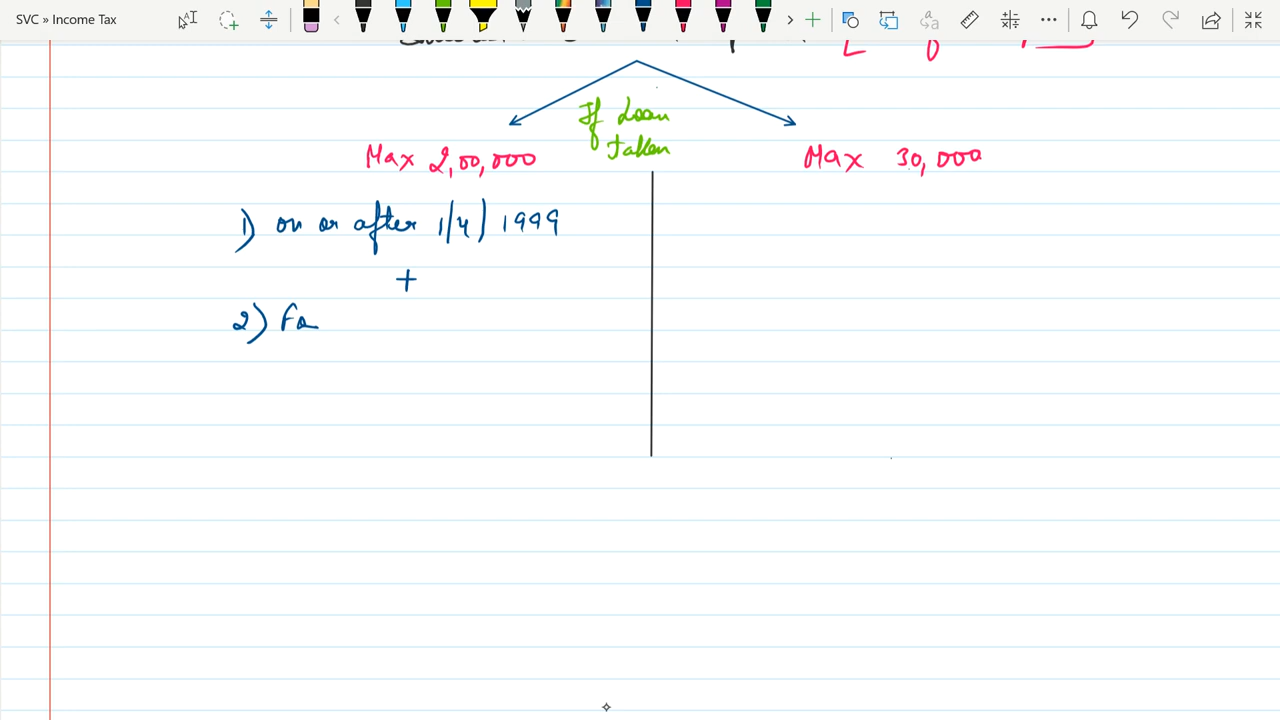 SVC » Income Tax
If Loan
Taken
Max 2,00,000
Max 30,000
1) on or after 1/4/1999
+
2) Fo